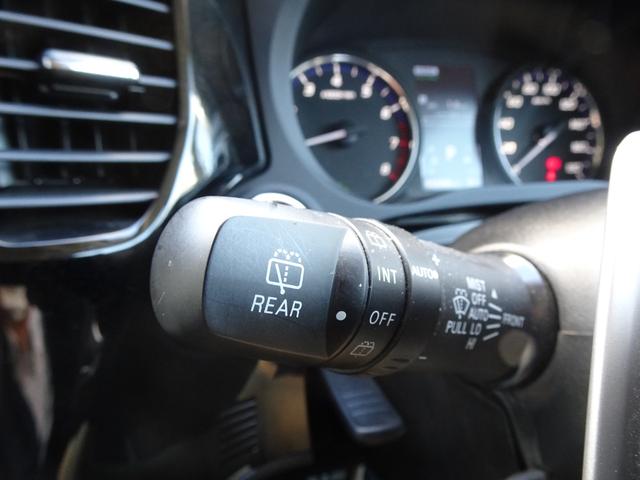 REAR
INT
OFF
AUTO
MIST
OFF
AUTO FRONT
PULL LO
HI